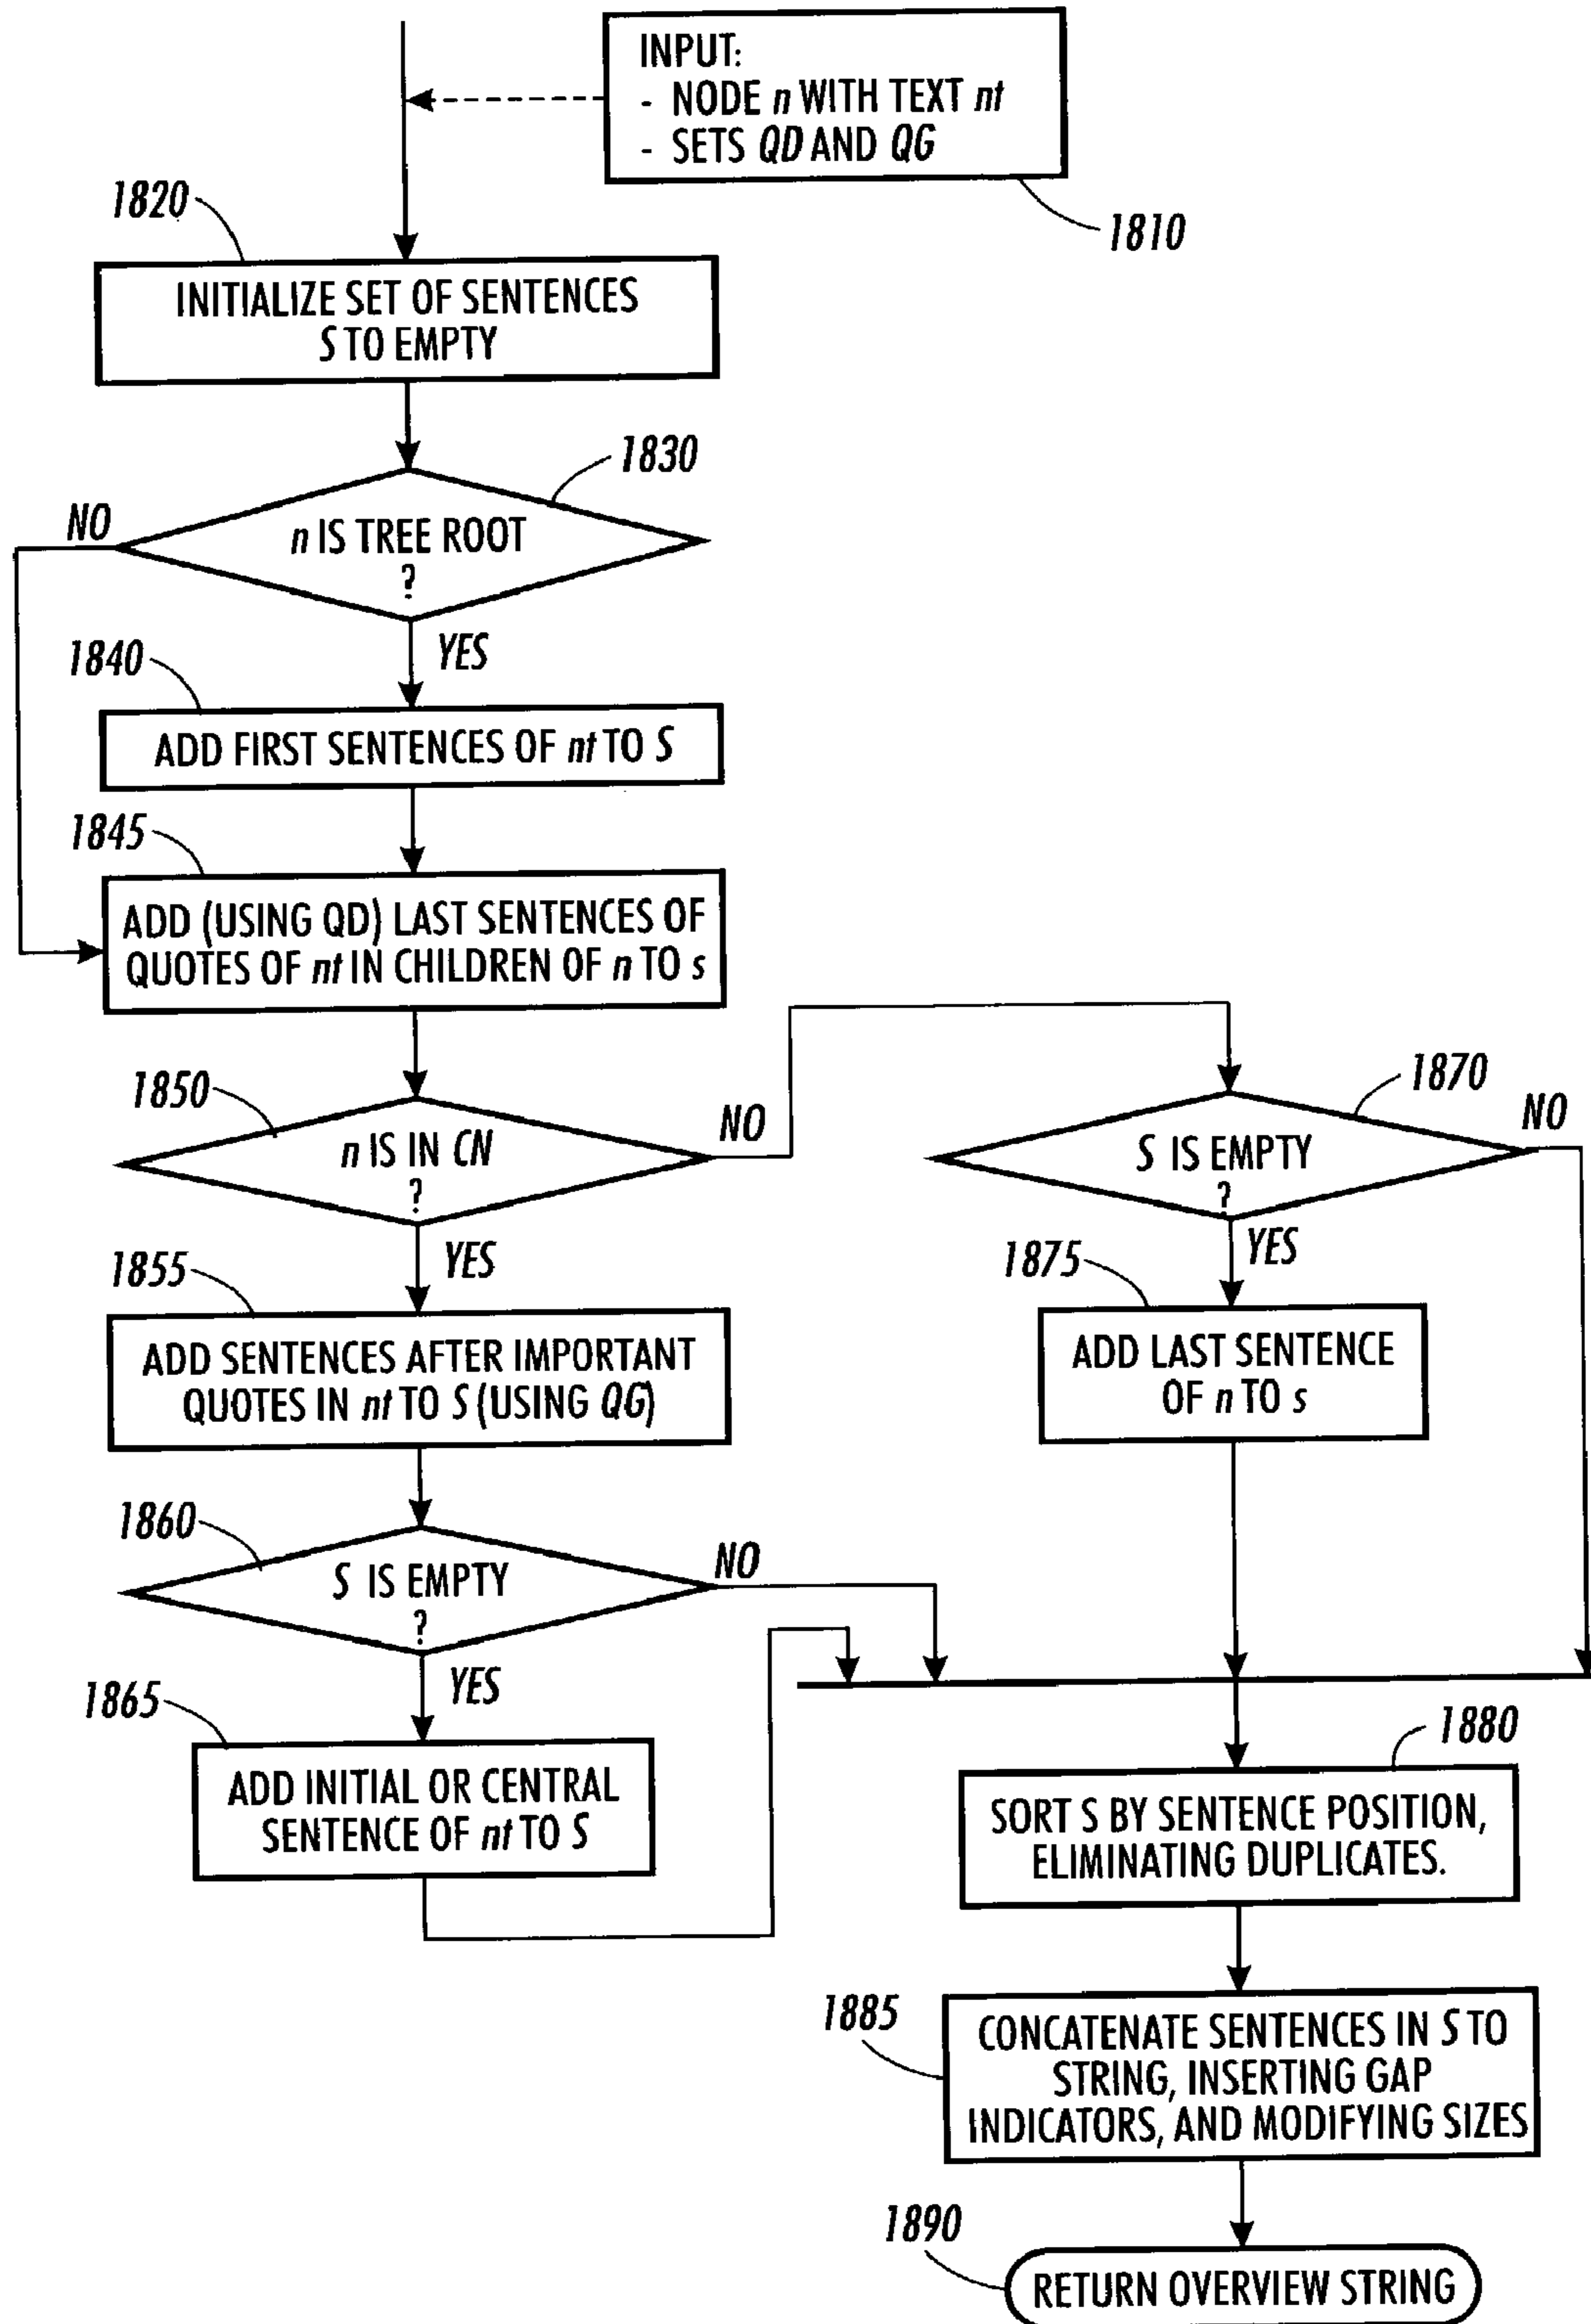 INPUT:
- NODE n WITH TEXT nt
- SETS QD AND QG
1810
1820
INITIALIZE SET OF SENTENCES
S TO EMPTY
1830
NO
n IS TREE ROOT
?
YES
1840
ADD FIRST SENTENCES OF nt TO S
1845
ADD (USING QD) LAST SENTENCES OF
QUOTES OF nt IN CHILDREN OF n TO s
1850
n IS IN CN
?
NO
YES
1870
S IS EMPTY
?
NO
YES
1855
ADD SENTENCES AFTER IMPORTANT
QUOTES IN nt TO S (USING QG)
1875
ADD LAST SENTENCE
OF n TO s
1860
S IS EMPTY
?
NO
YES
1865
ADD INITIAL OR CENTRAL
SENTENCE OF nt TO S
1880
SORT S BY SENTENCE POSITION,
ELIMINATING DUPLICATES.
1885
CONCATENATE SENTENCES IN S TO
STRING, INSERTING GAP
INDICATORS, AND MODIFYING SIZES
1890
RETURN OVERVIEW STRING